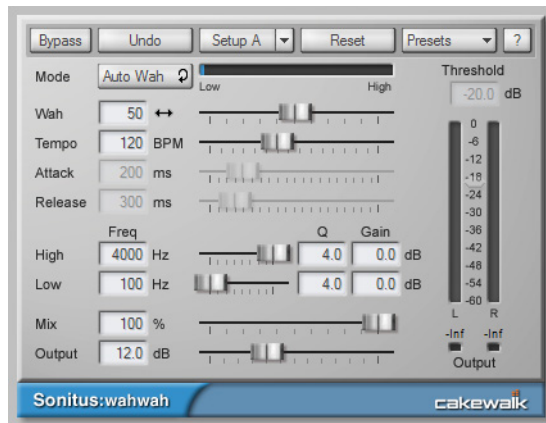 Bypass Undo Setup A Reset Presets ?
Mode Auto Wah Low High Threshold
-20.0 dB
Wah 50
Tempo 120 BPM
Attack 200 ms
Release 300 ms
0
-6
-12
-18
-24
-30
-36
-42
-48
-54
-60
L R
Freq Q Gain
High 4000 Hz 4.0 0.0 dB
Low 100 Hz 4.0 0.0 dB
Mix 100 %
Output 12.0 dB
-Inf -Inf
Output
Sonitus:wahwah cakewalk